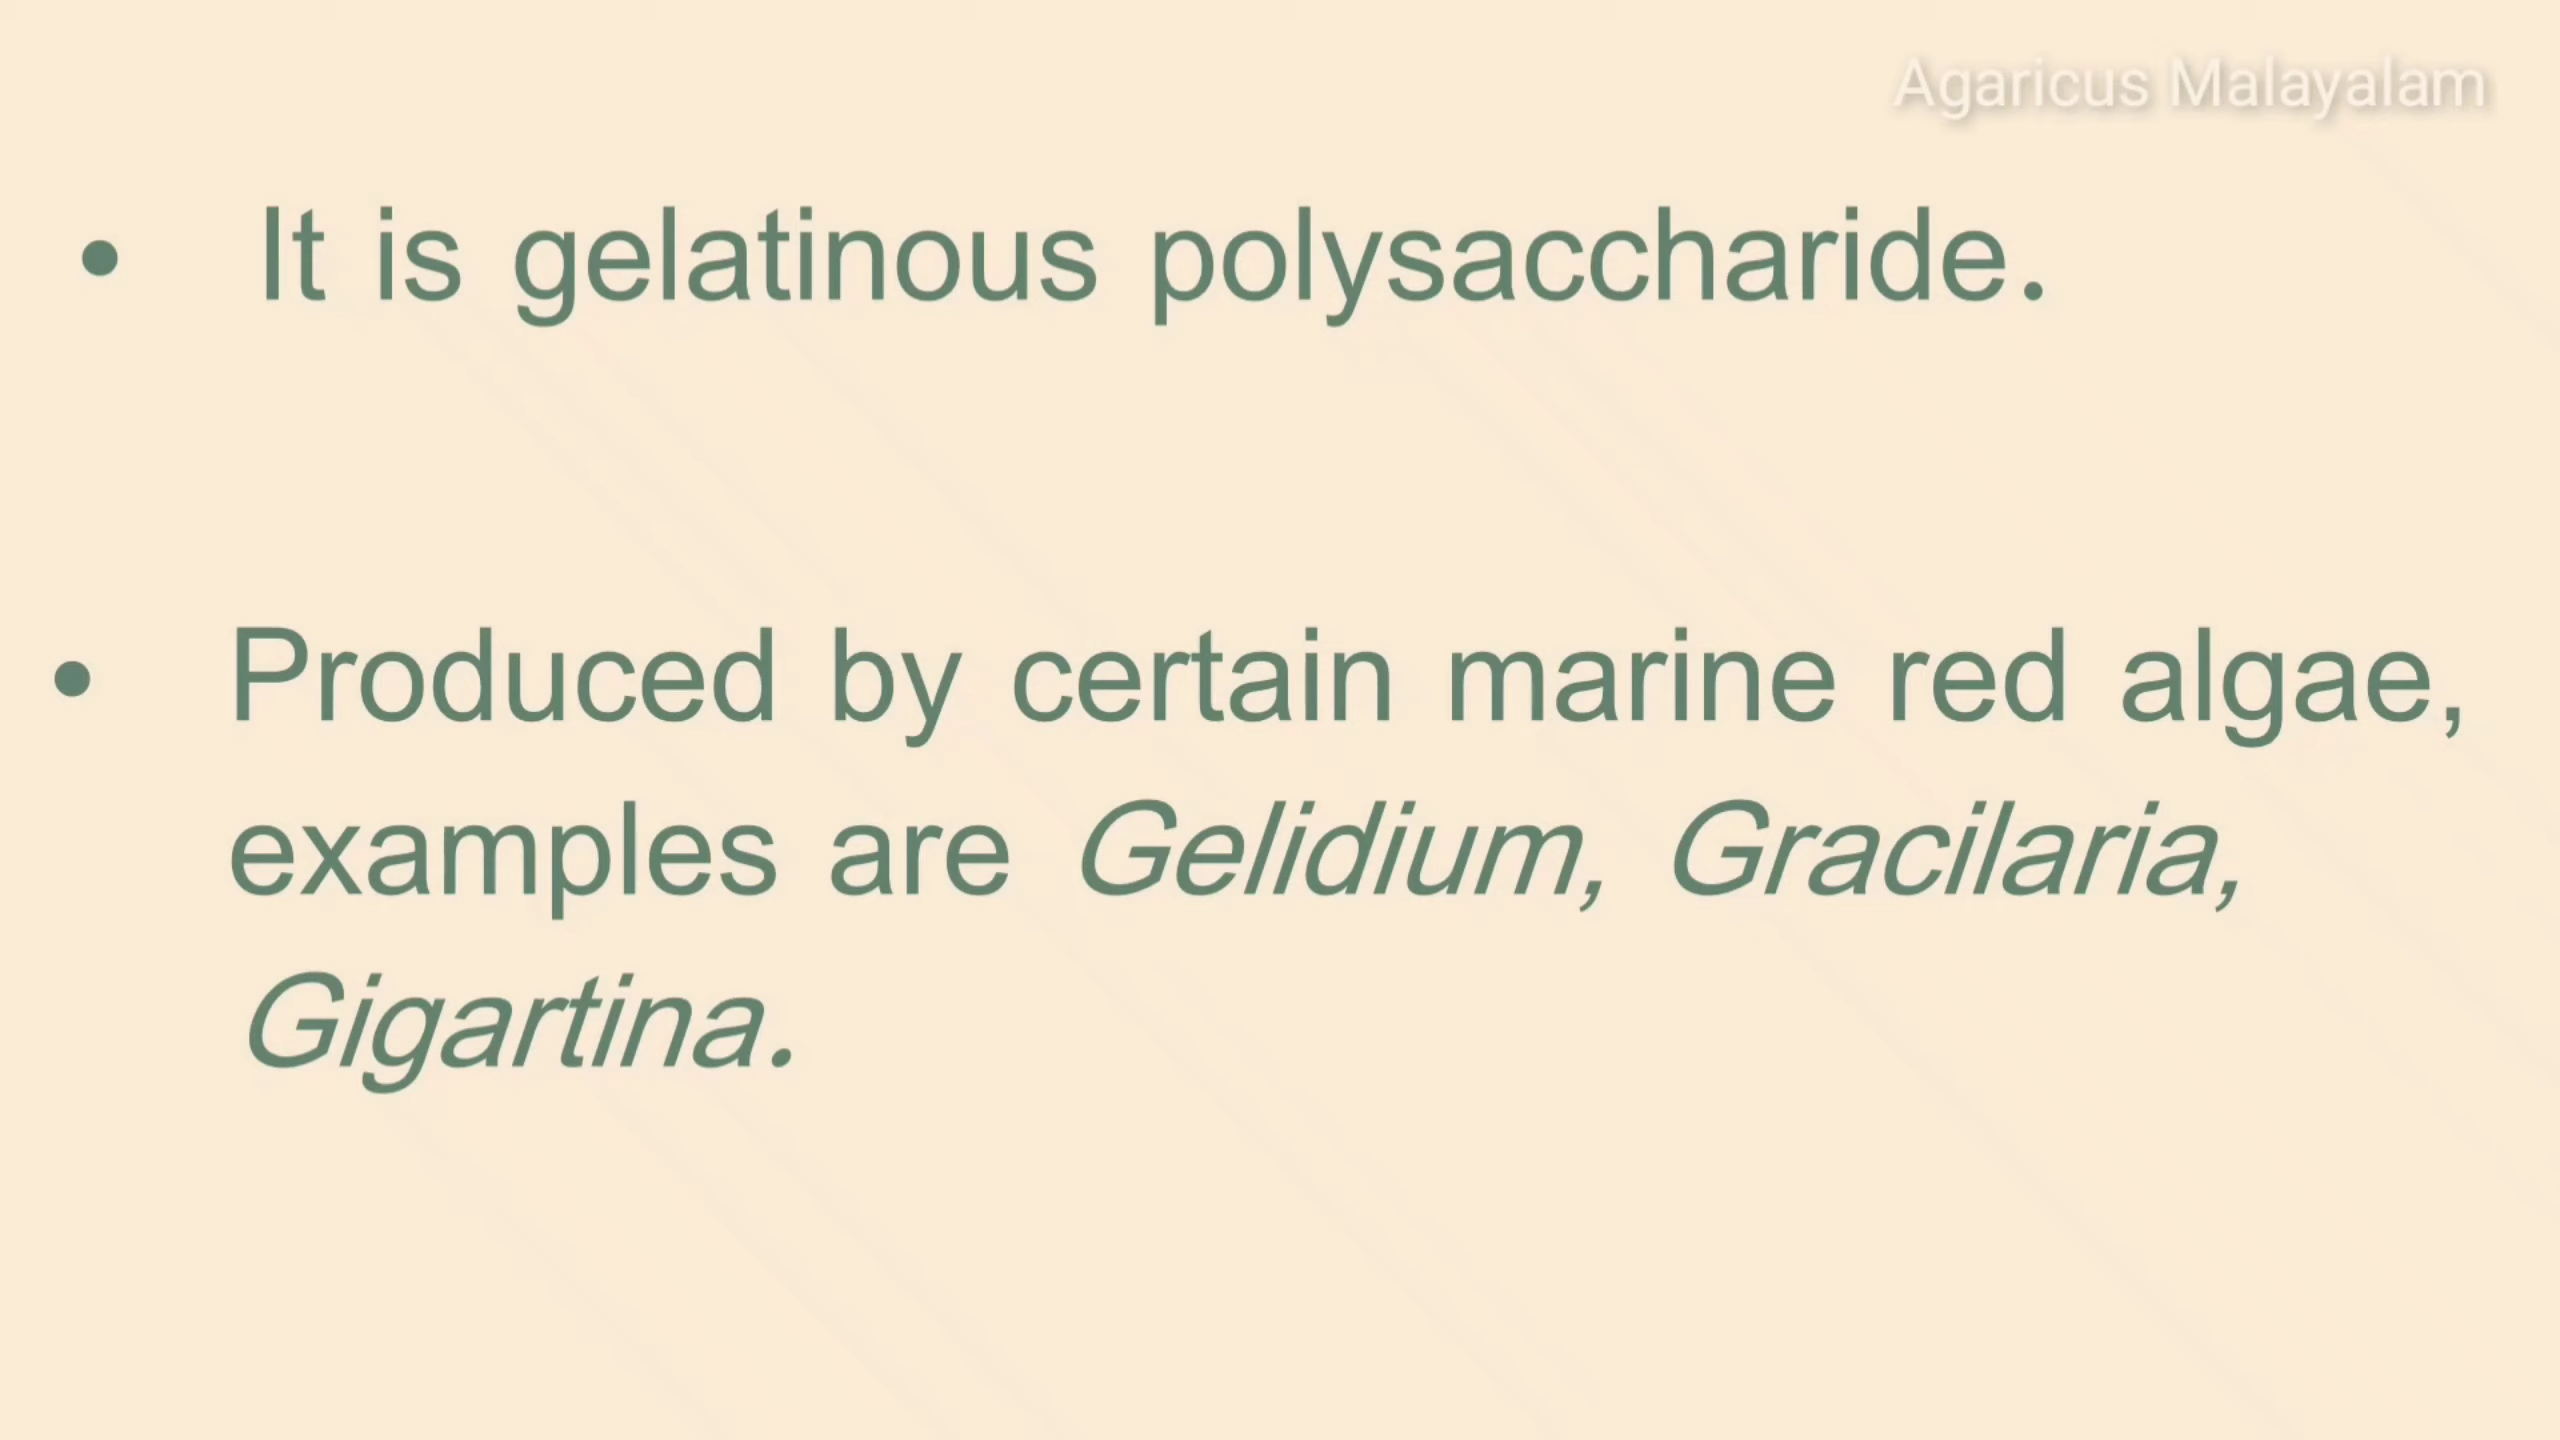 Agaricus Malayalam
• It is gelatinous polysaccharide.
• Produced by certain marine red algae,
examples are Gelidium, Gracilaria,
Gigartina.